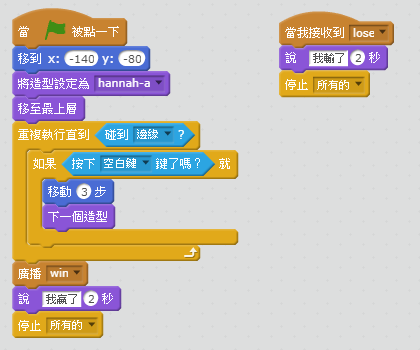 當 被點一下
移到 x: -140 y: -80
將造型設定為 hannah-a
移至最上層
重複執行直到 碰到 邊緣 ?
如果 按下 空白鍵 鍵了嗎? 就
移動 3 步
下一個造型
廣播 win
說 我贏了 2 秒
停止 所有的
當我接收到 lose
說 我輸了 2 秒
停止 所有的